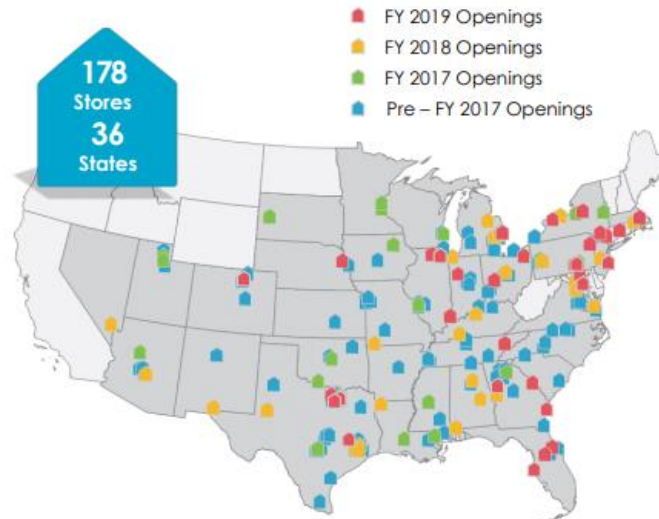 178
Stores
36
States
FY 2019 Openings
FY 2018 Openings
FY 2017 Openings
Pre – FY 2017 Openings